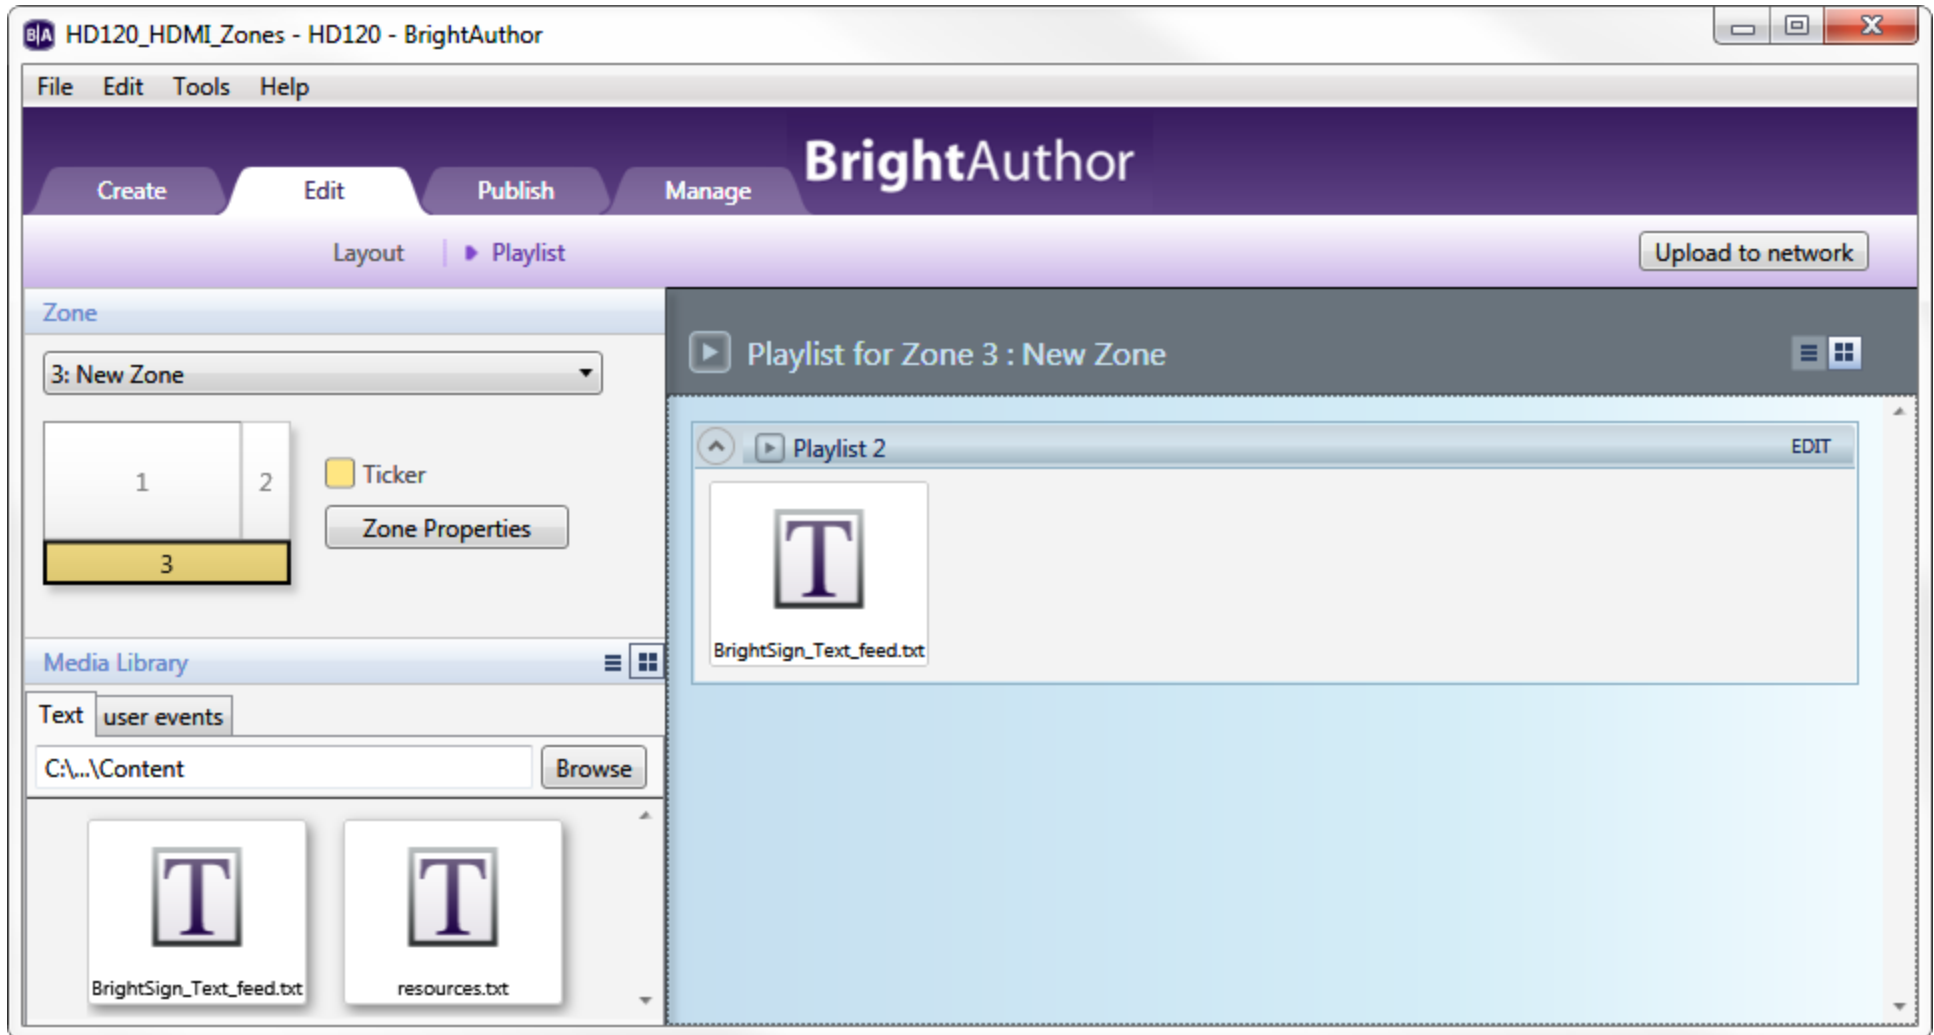 B|A HD120_HDMI_Zones - HD120 - BrightAuthor
File Edit Tools Help
BrightAuthor
Create Edit Publish Manage
Layout Playlist Upload to network
Zone
3: New Zone
1 2
3
Ticker
Zone Properties
Playlist for Zone 3 : New Zone
Playlist 2 EDIT
T
BrightSign_Text_feed.txt
Media Library
Text user events
C:\...\Content Browse
T T
BrightSign_Text_feed.txt resources.txt